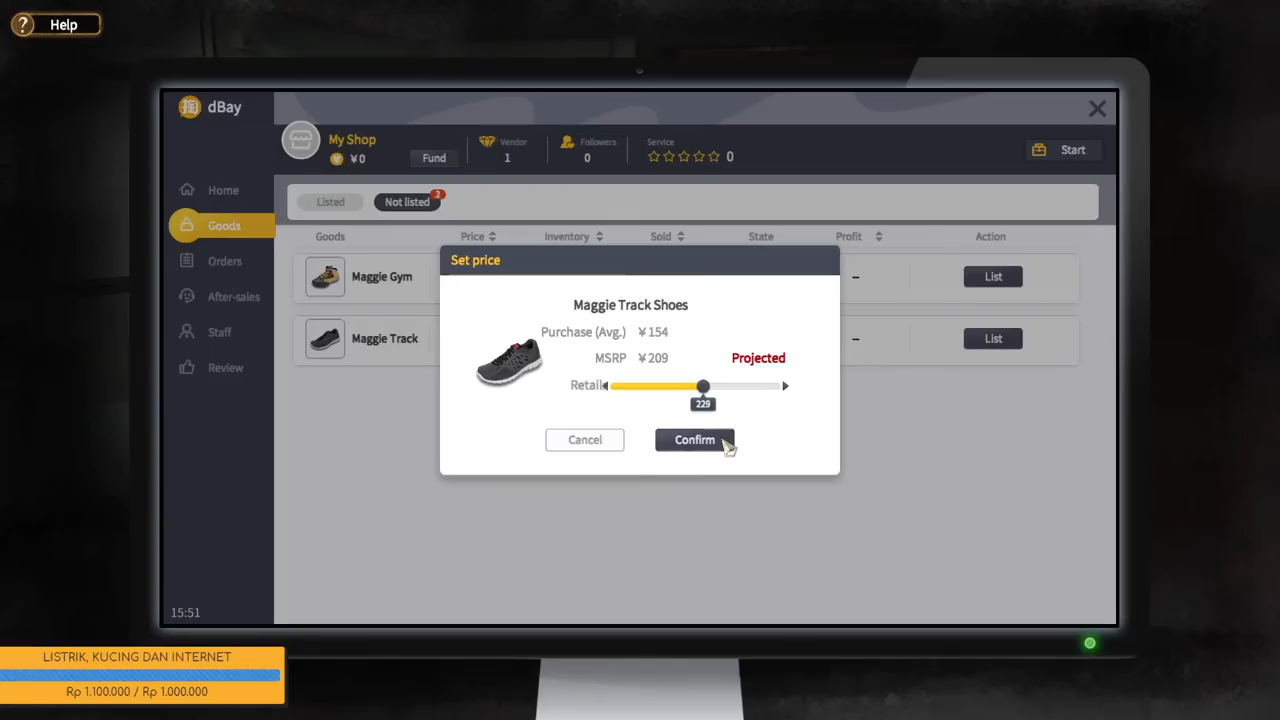 ? Help
掏 dBay
My Shop
¥ 0
Fund
Vendor
1
Followers
0
Service
0
Start
Home
Goods
Orders
After-sales
Staff
Review
Listed
Not listed
2
Goods
Price
Inventory
Sold
State
Profit
Action
Maggie Gym
–
List
Maggie Track
–
List
Set price
Maggie Track Shoes
Purchase (Avg.) ¥ 154
MSRP ¥ 209
Projected
Retail
229
Cancel
Confirm
15:51
LISTRIK, KUCING DAN INTERNET
Rp 1.100.000 / Rp 1.000.000